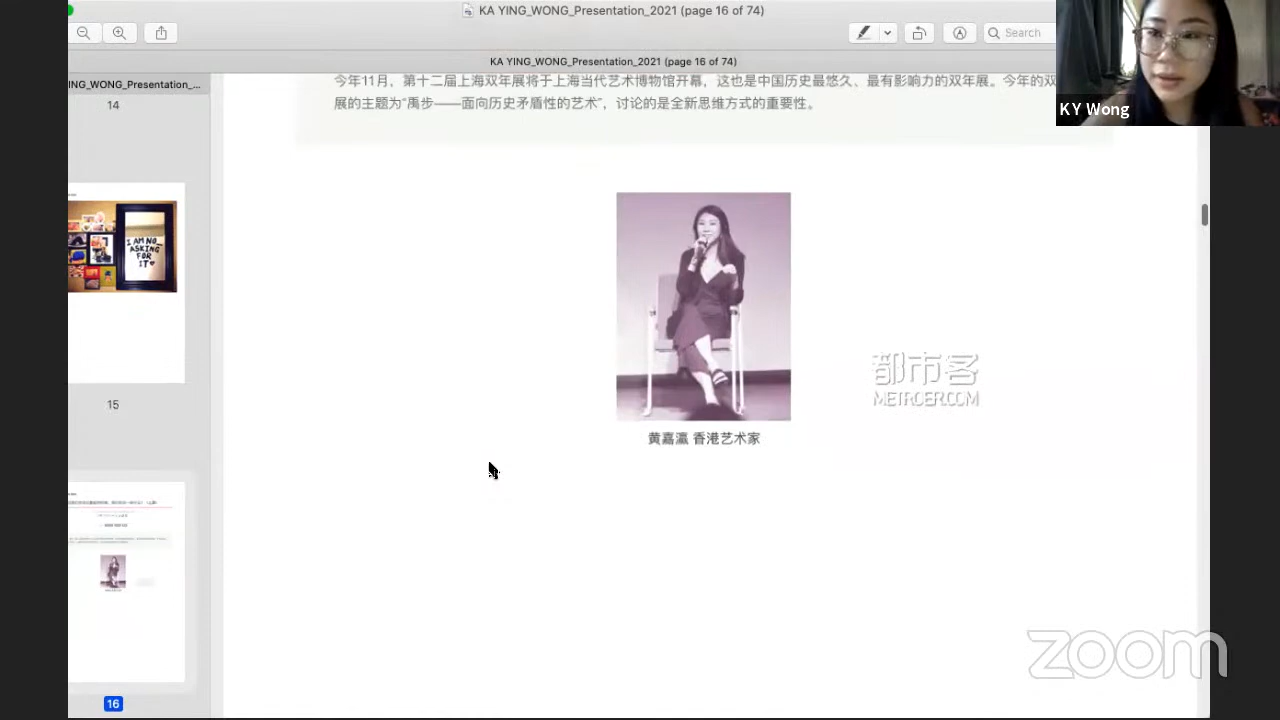 KA YING_WONG_Presentation_2021 (page 16 of 74)
Search
KA YING_WONG_Presentation_2021 (page 16 of 74)
ING_WONG_Presentation_2021_...
14
I AM NO_
ASKING
FOR
IT
15
16
今年11月，第十二届上海双年展将于上海当代艺术博物馆开幕，这也是中国历史最悠久、最有影响力的双年展。今年的双
展的主题为“禹步——面向历史矛盾性的艺术”，讨论的是全新思维方式的重要性。
都市客
METROER.COM
黄嘉瀛 香港艺术家
KY Wong
zoom